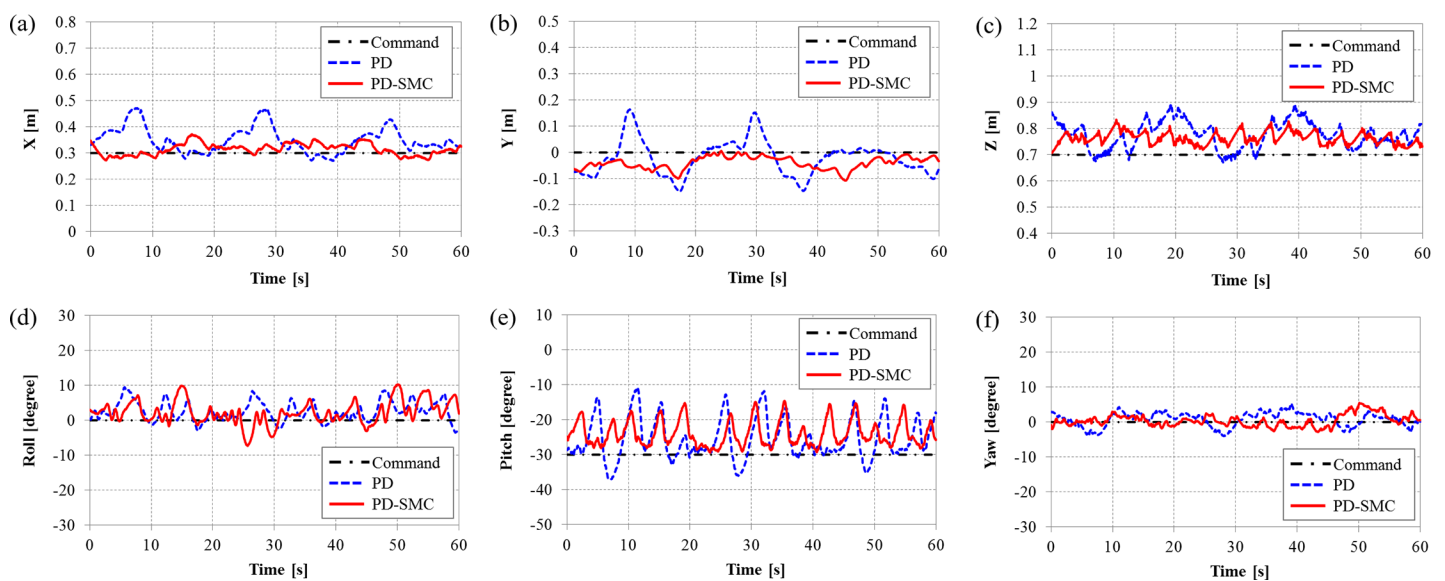 (a)
X [m]
0.8
0.7
0.6
0.5
0.4
0.3
0.2
0.1
0
0 10 20 30 40 50 60
Time [s]
Command
PD
PD-SMC
(b)
Y [m]
0.5
0.4
0.3
0.2
0.1
0
-0.1
-0.2
-0.3
0 10 20 30 40 50 60
Time [s]
Command
PD
PD-SMC
(c)
Z [m]
1.2
1.1
1
0.9
0.8
0.7
0.6
0.5
0.4
0 10 20 30 40 50 60
Time [s]
Command
PD
PD-SMC
(d)
Roll [degree]
30
20
10
0
-10
-20
-30
0 10 20 30 40 50 60
Time [s]
Command
PD
PD-SMC
(e)
Pitch [degree]
10
0
-10
-20
-30
-40
-50
0 10 20 30 40 50 60
Time [s]
Command
PD
PD-SMC
(f)
Yaw [degree]
30
20
10
0
-10
-20
-30
0 10 20 30 40 50 60
Time [s]
Command
PD
PD-SMC